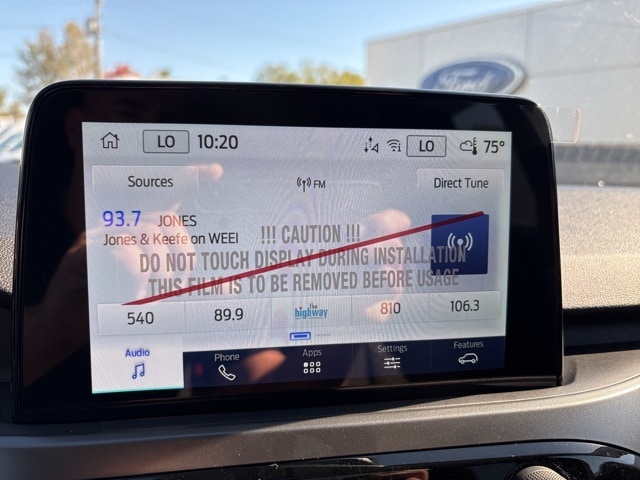 Ford
LO 10:20 LO 75°
Sources FM Direct Tune
93.7 JONES
Jones & Keefe on WEEI
!!! CAUTION !!!
DO NOT TOUCH DISPLAY DURING INSTALLATION
THIS FILM IS TO BE REMOVED BEFORE USAGE
540 89.9 the highway 810 106.3
Audio Phone Apps Settings Features